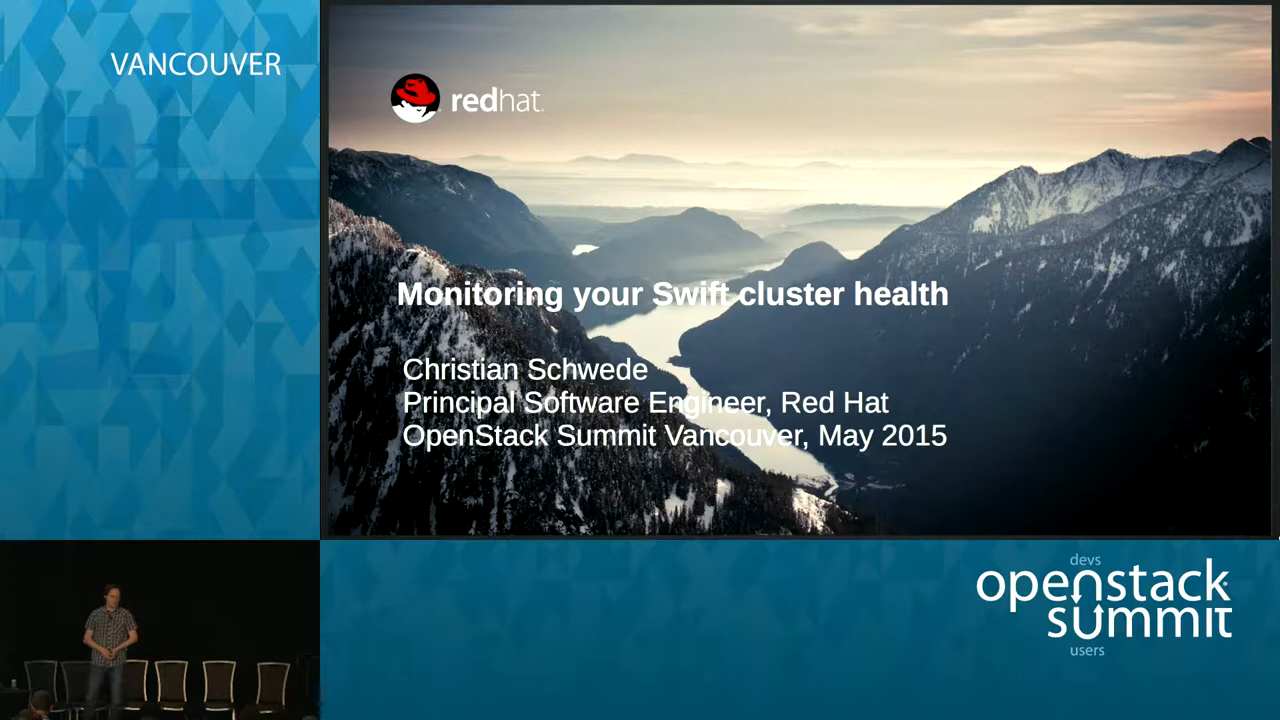 VANCOUVER
redhat.
Monitoring your Swift cluster health
Christian Schwede
Principal Software Engineer, Red Hat
OpenStack Summit Vancouver, May 2015
devs
openstack
summit
users